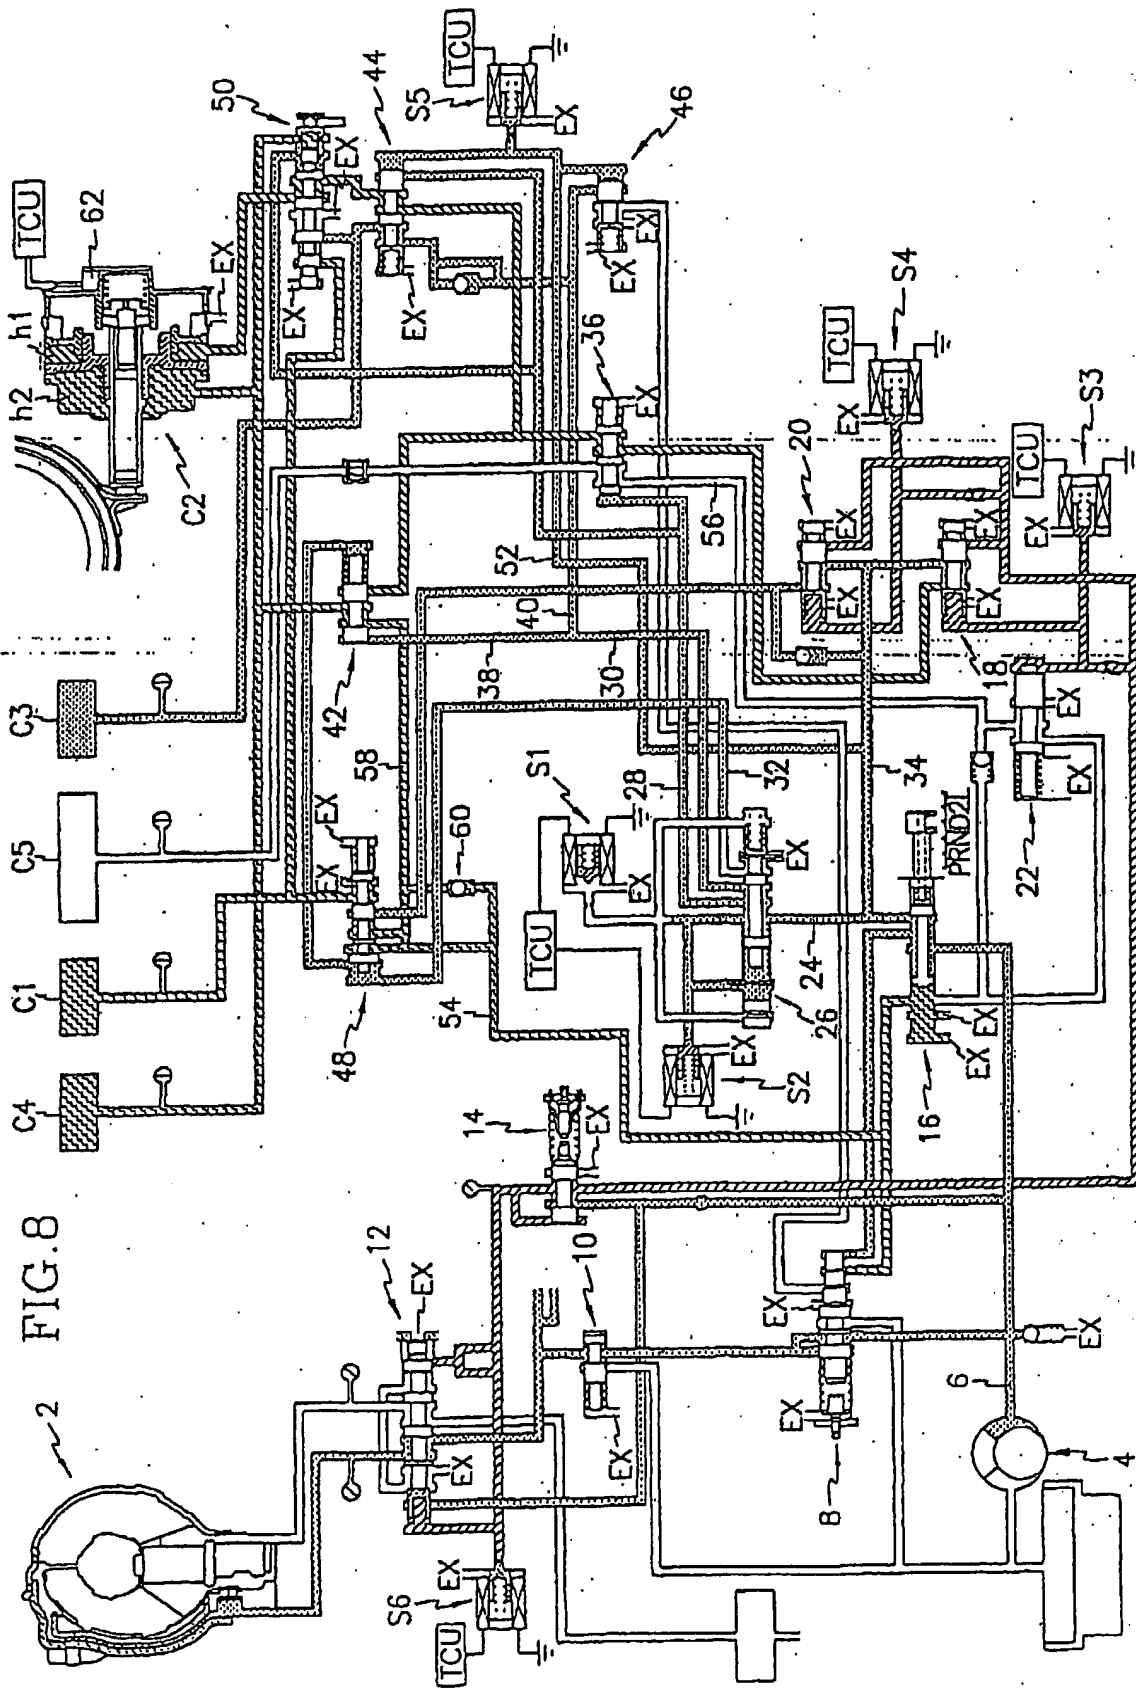 FIG.8
C4
C1
C5
C3
h2
h1
TCU
2
62
C2
EX
50
EX
EX
48
EX
EX
42
58
12
44
S6
EX
EX
S5
TCU
EX
EX
54
60
TCU
14
38
52
40
TCU
S1
EX
10
EX
36
EX
30
EX
28
EX
EX
EX
46
56
EX
32
EX
EX
EX
S2
24
26
20
8
TCU
EX
EX
EX
34
S4
16
PRND2L
6
EX
EX
EX
EX
18
22
TCU
EX
EX
EX
S3
EX
4